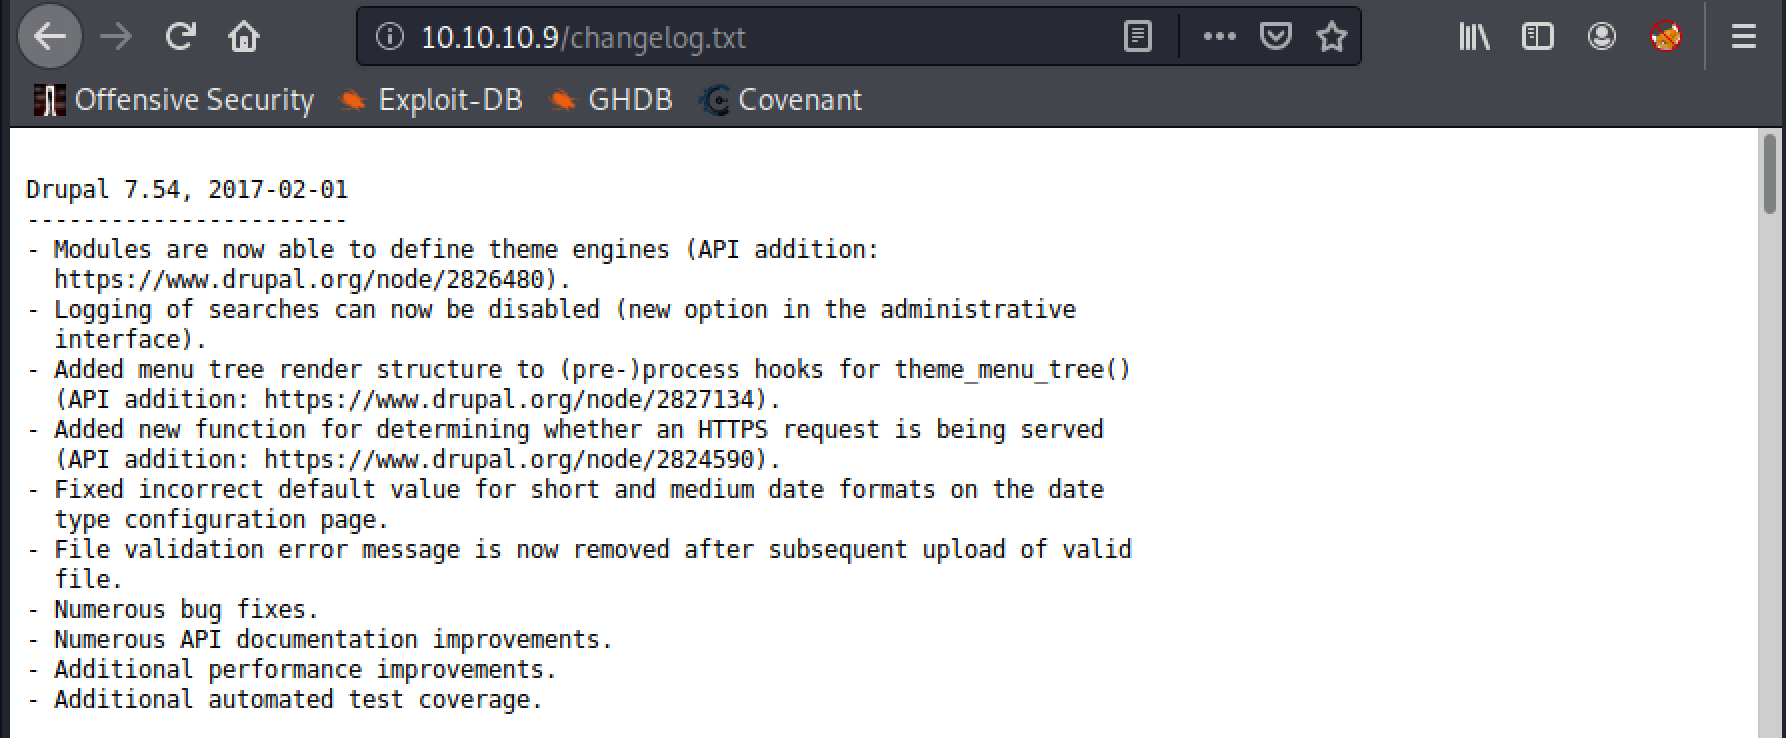 10.10.10.9/changelog.txt
Offensive Security Exploit-DB GHDB Covenant
Drupal 7.54, 2017-02-01
-----------------------
- Modules are now able to define theme engines (API addition:
https://www.drupal.org/node/2826480).
- Logging of searches can now be disabled (new option in the administrative
interface).
- Added menu tree render structure to (pre-)process hooks for theme_menu_tree()
(API addition: https://www.drupal.org/node/2827134).
- Added new function for determining whether an HTTPS request is being served
(API addition: https://www.drupal.org/node/2824590).
- Fixed incorrect default value for short and medium date formats on the date
type configuration page.
- File validation error message is now removed after subsequent upload of valid
file.
- Numerous bug fixes.
- Numerous API documentation improvements.
- Additional performance improvements.
- Additional automated test coverage.